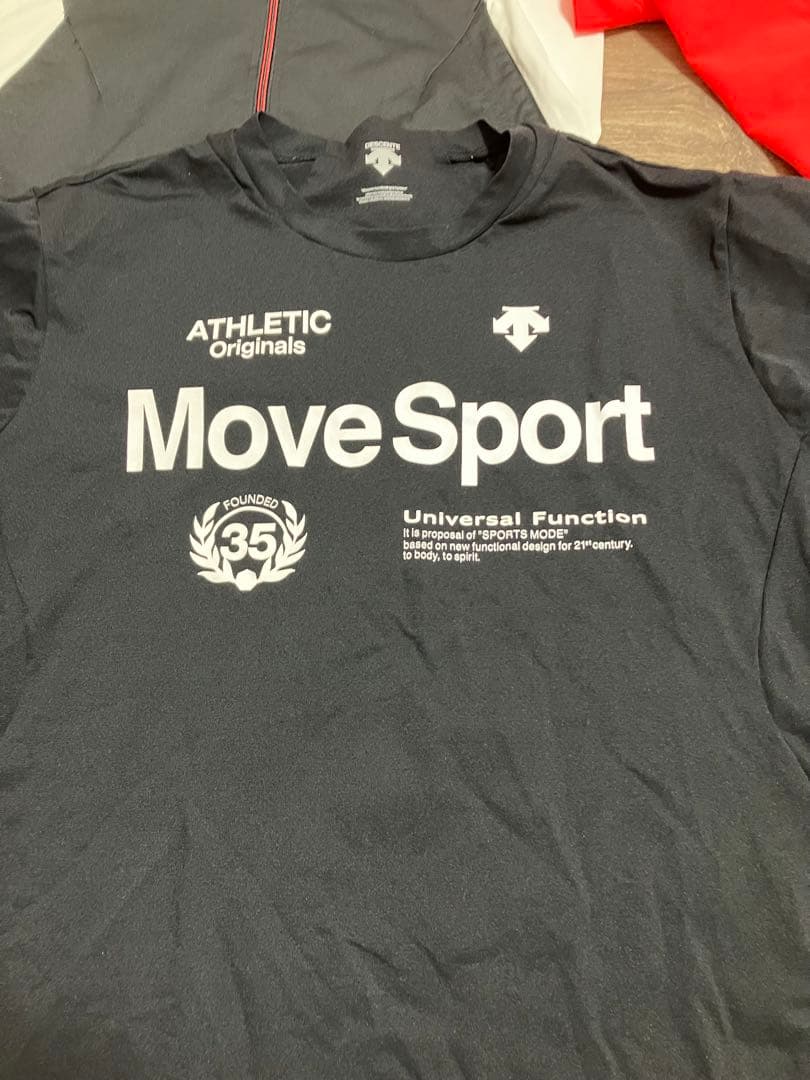 DESCENTE
ATHLETIC
Originals
Move Sport
FOUNDED
35
Universal Function
It is proposal of "SPORTS MODE"
based on new functional design for 21st century.
to body, to spirit.